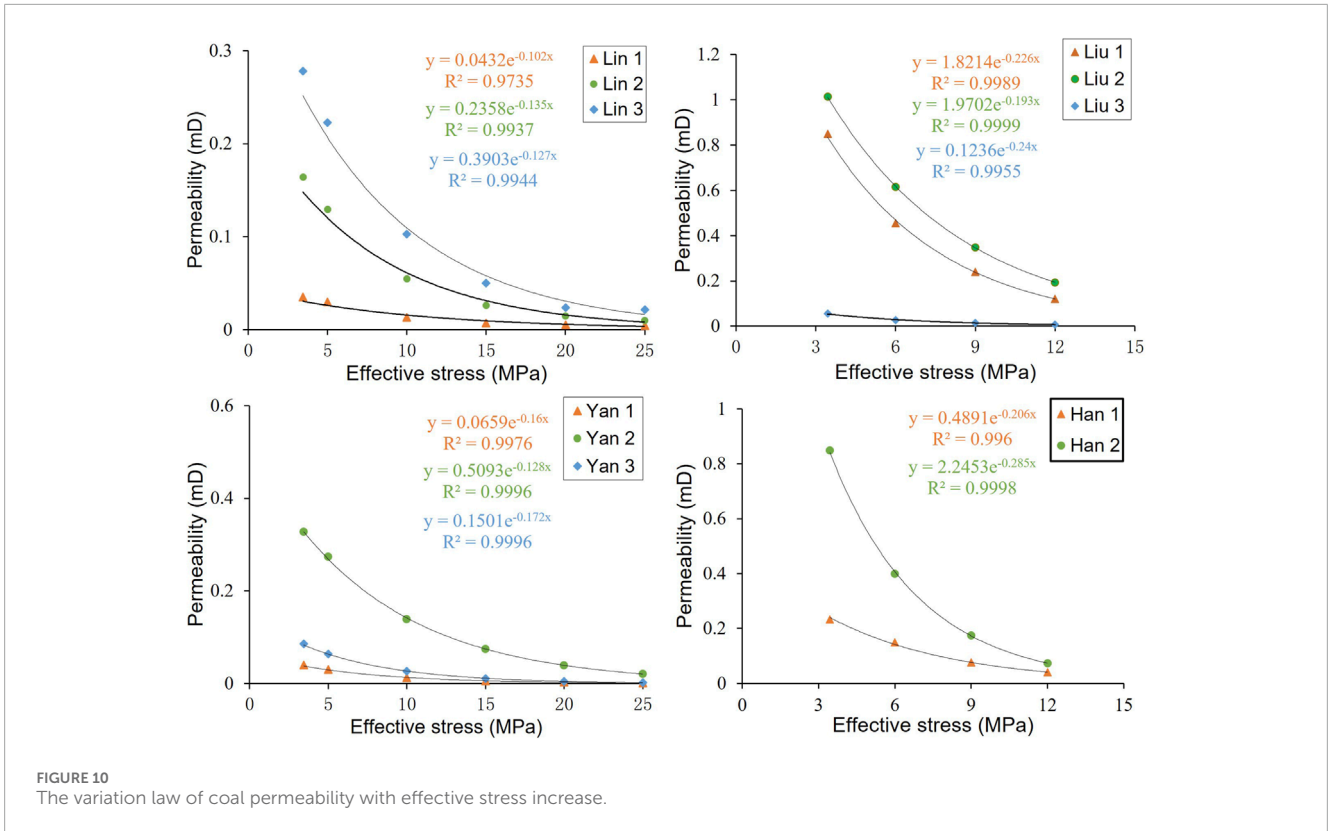 0.3
0.2
0.1
0
Permeability (mD)
0 5 10 15 20 25
Effective stress (MPa)
y = 0.0432e^-0.102x
R² = 0.9735
y = 0.2358e^-0.135x
R² = 0.9937
y = 0.3903e^-0.127x
R² = 0.9944
Lin 1
Lin 2
Lin 3
1.2
1
0.8
0.6
0.4
0.2
0
Permeability (mD)
0 3 6 9 12 15
Effective stress (MPa)
y = 1.8214e^-0.226x
R² = 0.9989
y = 1.9702e^-0.193x
R² = 0.9999
y = 0.1236e^-0.24x
R² = 0.9955
Liu 1
Liu 2
Liu 3
0.6
0.4
0.2
0
Permeability (mD)
0 5 10 15 20 25
Effective stress (MPa)
y = 0.0659e^-0.16x
R² = 0.9976
y = 0.5093e^-0.128x
R² = 0.9996
y = 0.1501e^-0.172x
R² = 0.9996
Yan 1
Yan 2
Yan 3
1
0.8
0.6
0.4
0.2
0
Permeability (mD)
0 3 6 9 12 15
Effective stress (MPa)
y = 0.4891e^-0.206x
R² = 0.996
y = 2.2453e^-0.285x
R² = 0.9998
Han 1
Han 2
FIGURE 10
The variation law of coal permeability with effective stress increase.